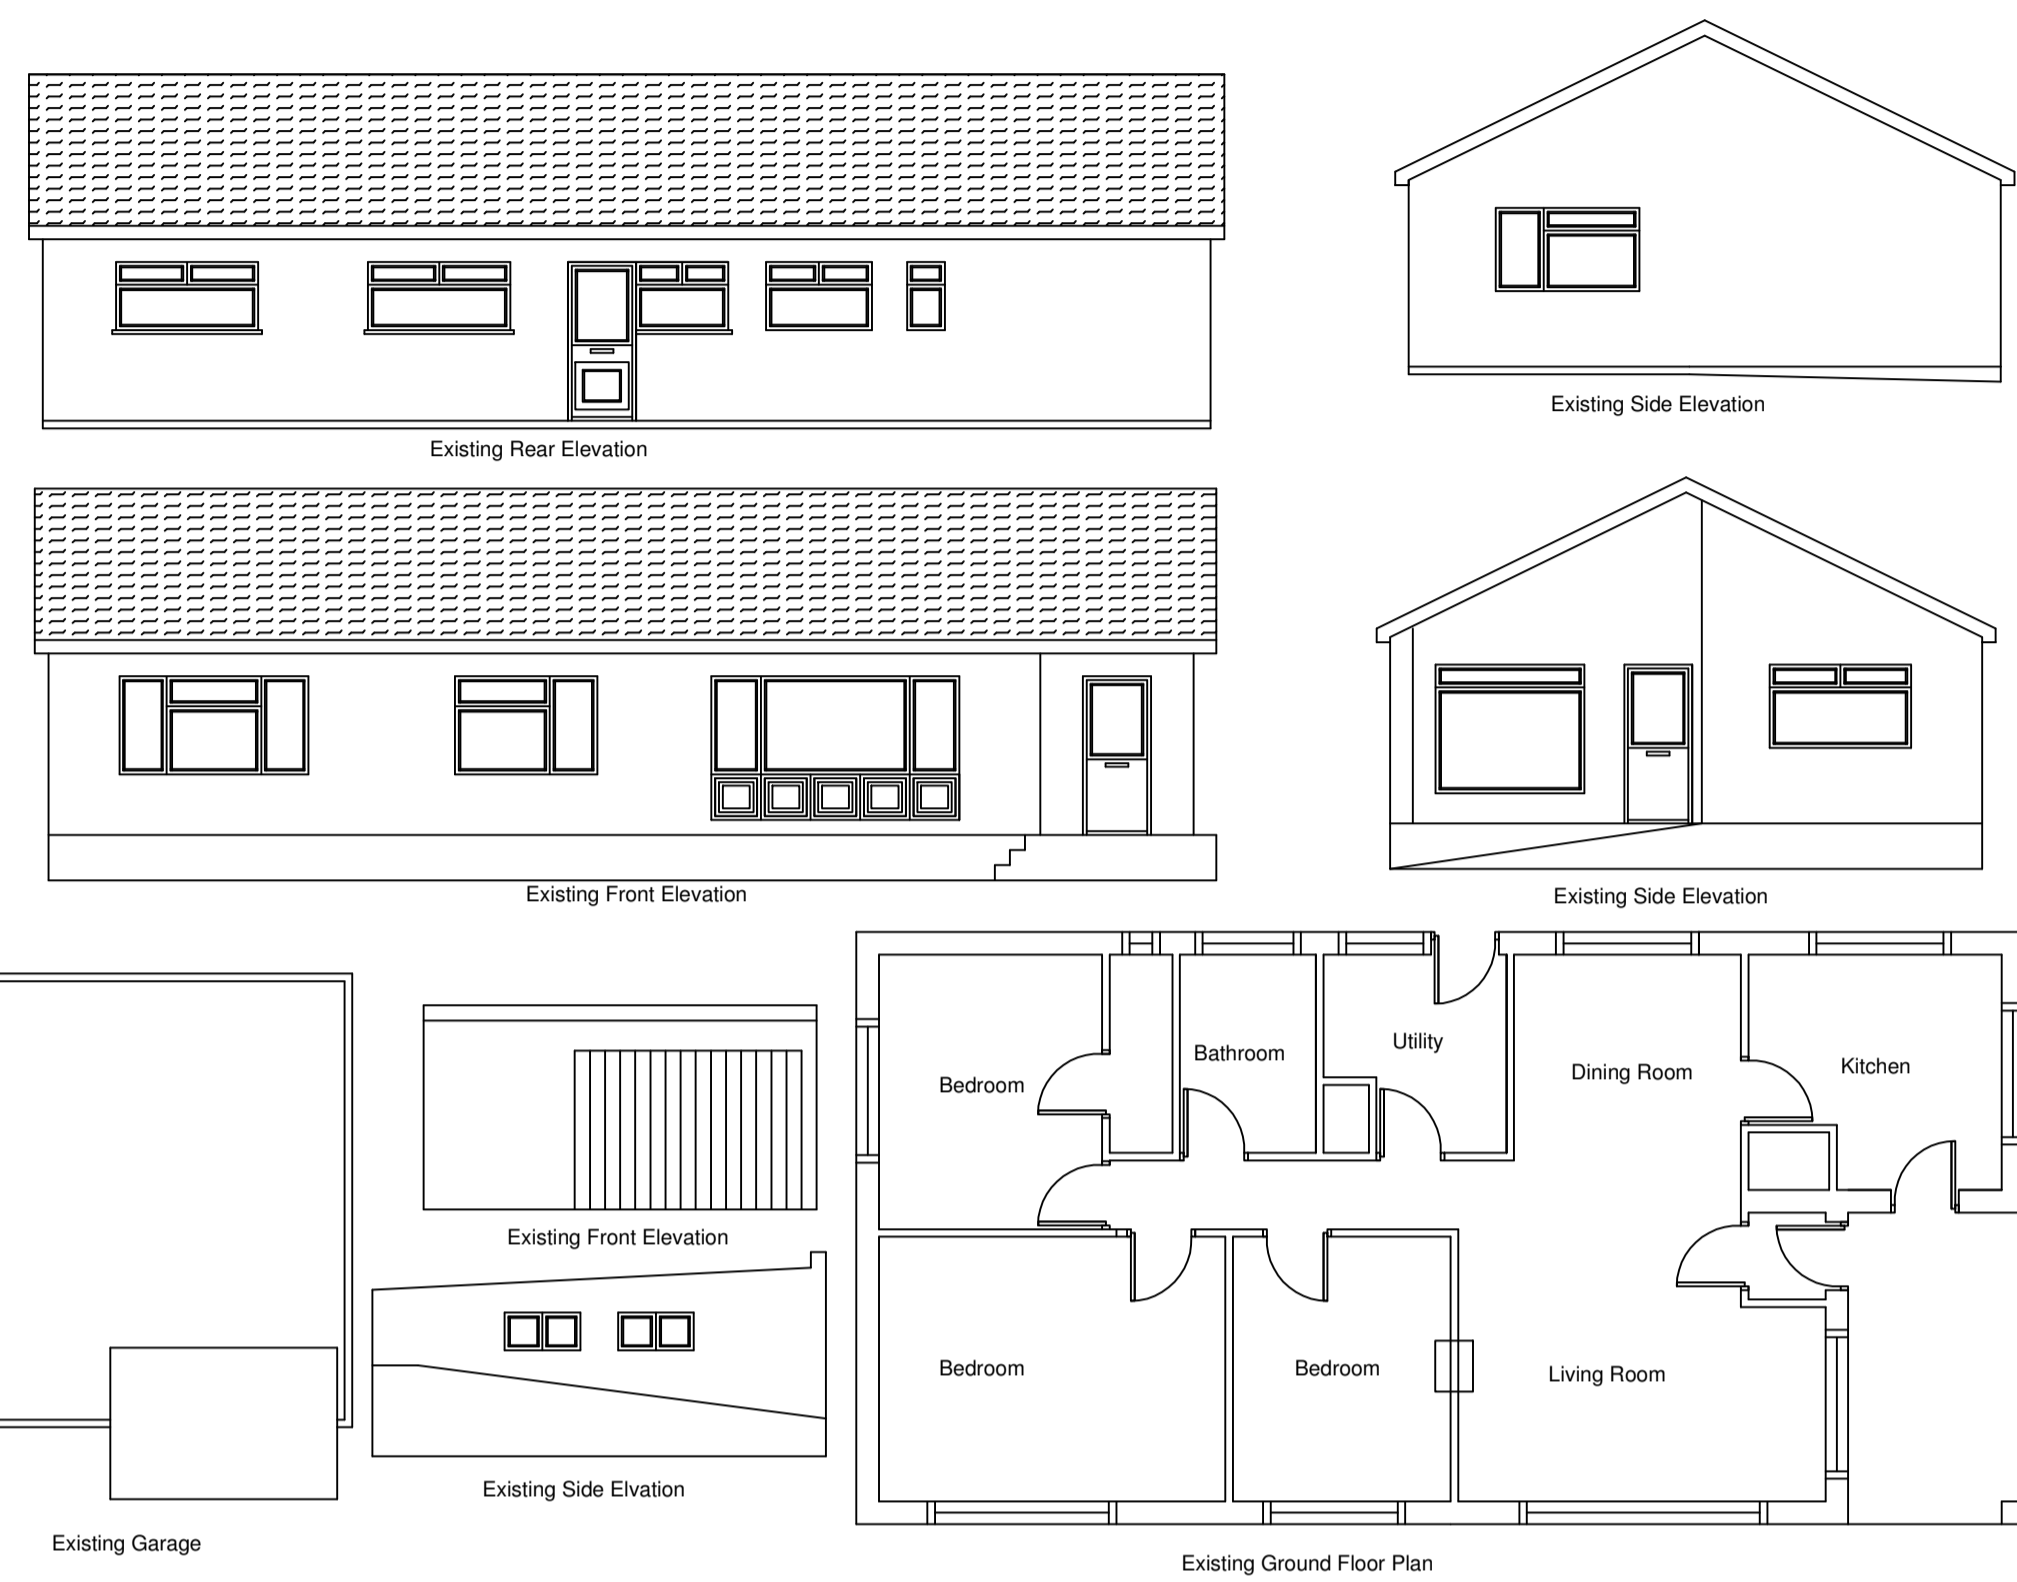 Existing Rear Elevation
Existing Side Elevation
Existing Front Elevation
Existing Side Elevation
Existing Front Elevation
Existing Side Elvation
Existing Garage
Bedroom
Bathroom
Utility
Dining Room
Kitchen
Bedroom
Bedroom
Living Room
Existing Ground Floor Plan